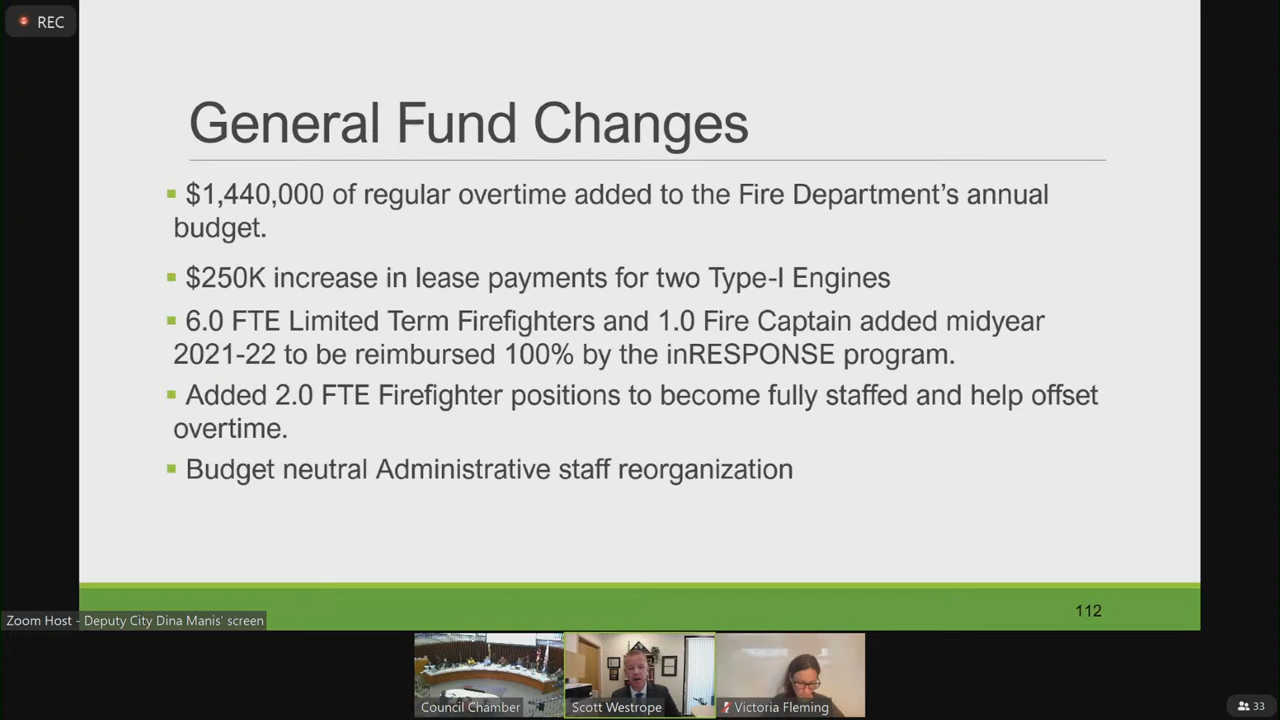 REC
General Fund Changes
$1,440,000 of regular overtime added to the Fire Department's annual
budget.
$250K increase in lease payments for two Type-I Engines
6.0 FTE Limited Term Firefighters and 1.0 Fire Captain added midyear
2021-22 to be reimbursed 100% by the inRESPONSE program.
Added 2.0 FTE Firefighter positions to become fully staffed and help offset
overtime.
Budget neutral Administrative staff reorganization
112
Zoom Host - Deputy City Dina Manis' screen
Council Chamber
Scott Westrope
Victoria Fleming
33